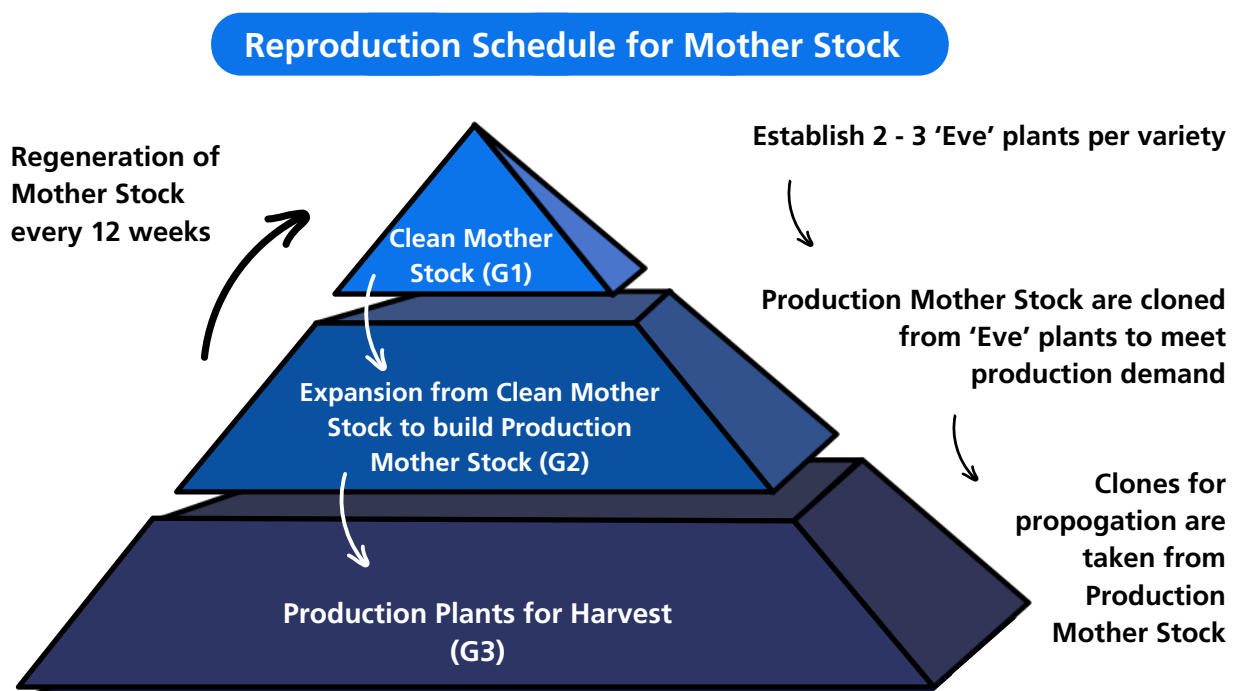 Reproduction Schedule for Mother Stock
Regeneration of
Mother Stock
every 12 weeks
Establish 2 - 3 ‘Eve’ plants per variety
Clean Mother
Stock (G1)
Production Mother Stock are cloned
from ‘Eve’ plants to meet
production demand
Expansion from Clean Mother
Stock to build Production
Mother Stock (G2)
Clones for
propogation are
taken from
Production
Mother Stock
Production Plants for Harvest
(G3)